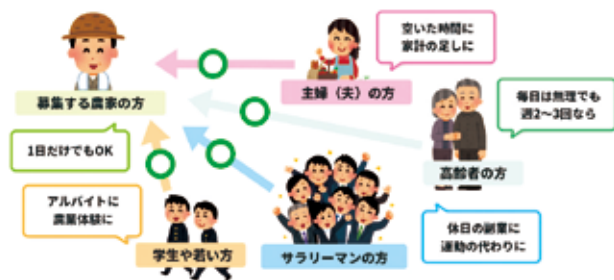 空いた時間に
家計の足しに
主婦（夫）の方
募集する農家の方
毎日は無理でも
週2〜3回なら
1日だけでもOK
高齢者の方
アルバイトに
農業体験に
休日の副業に
運動の代わりに
学生や若い方
サラリーマンの方